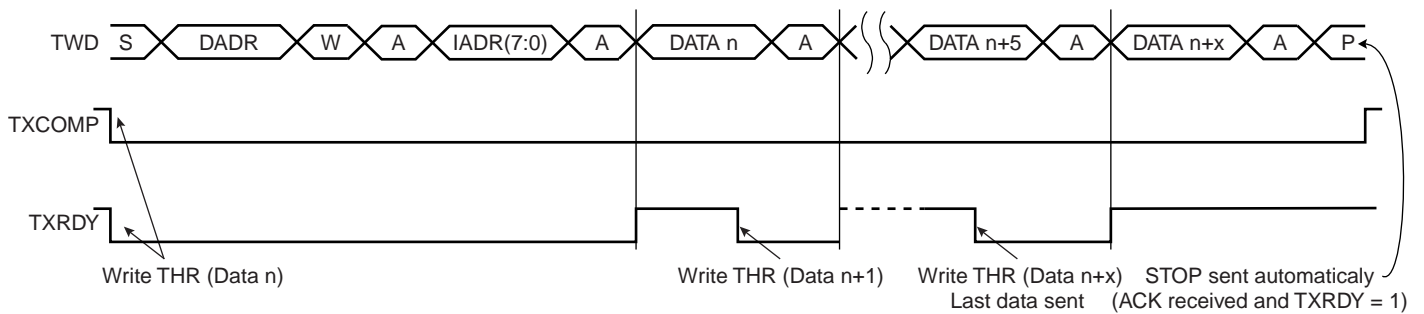 TWD S DADR W A IADR(7:0) A DATA n A DATA n+5 A DATA n+x A P
TXCOMP
TXRDY
Write THR (Data n) Write THR (Data n+1) Write THR (Data n+x) STOP sent automaticaly
Last data sent (ACK received and TXRDY = 1)